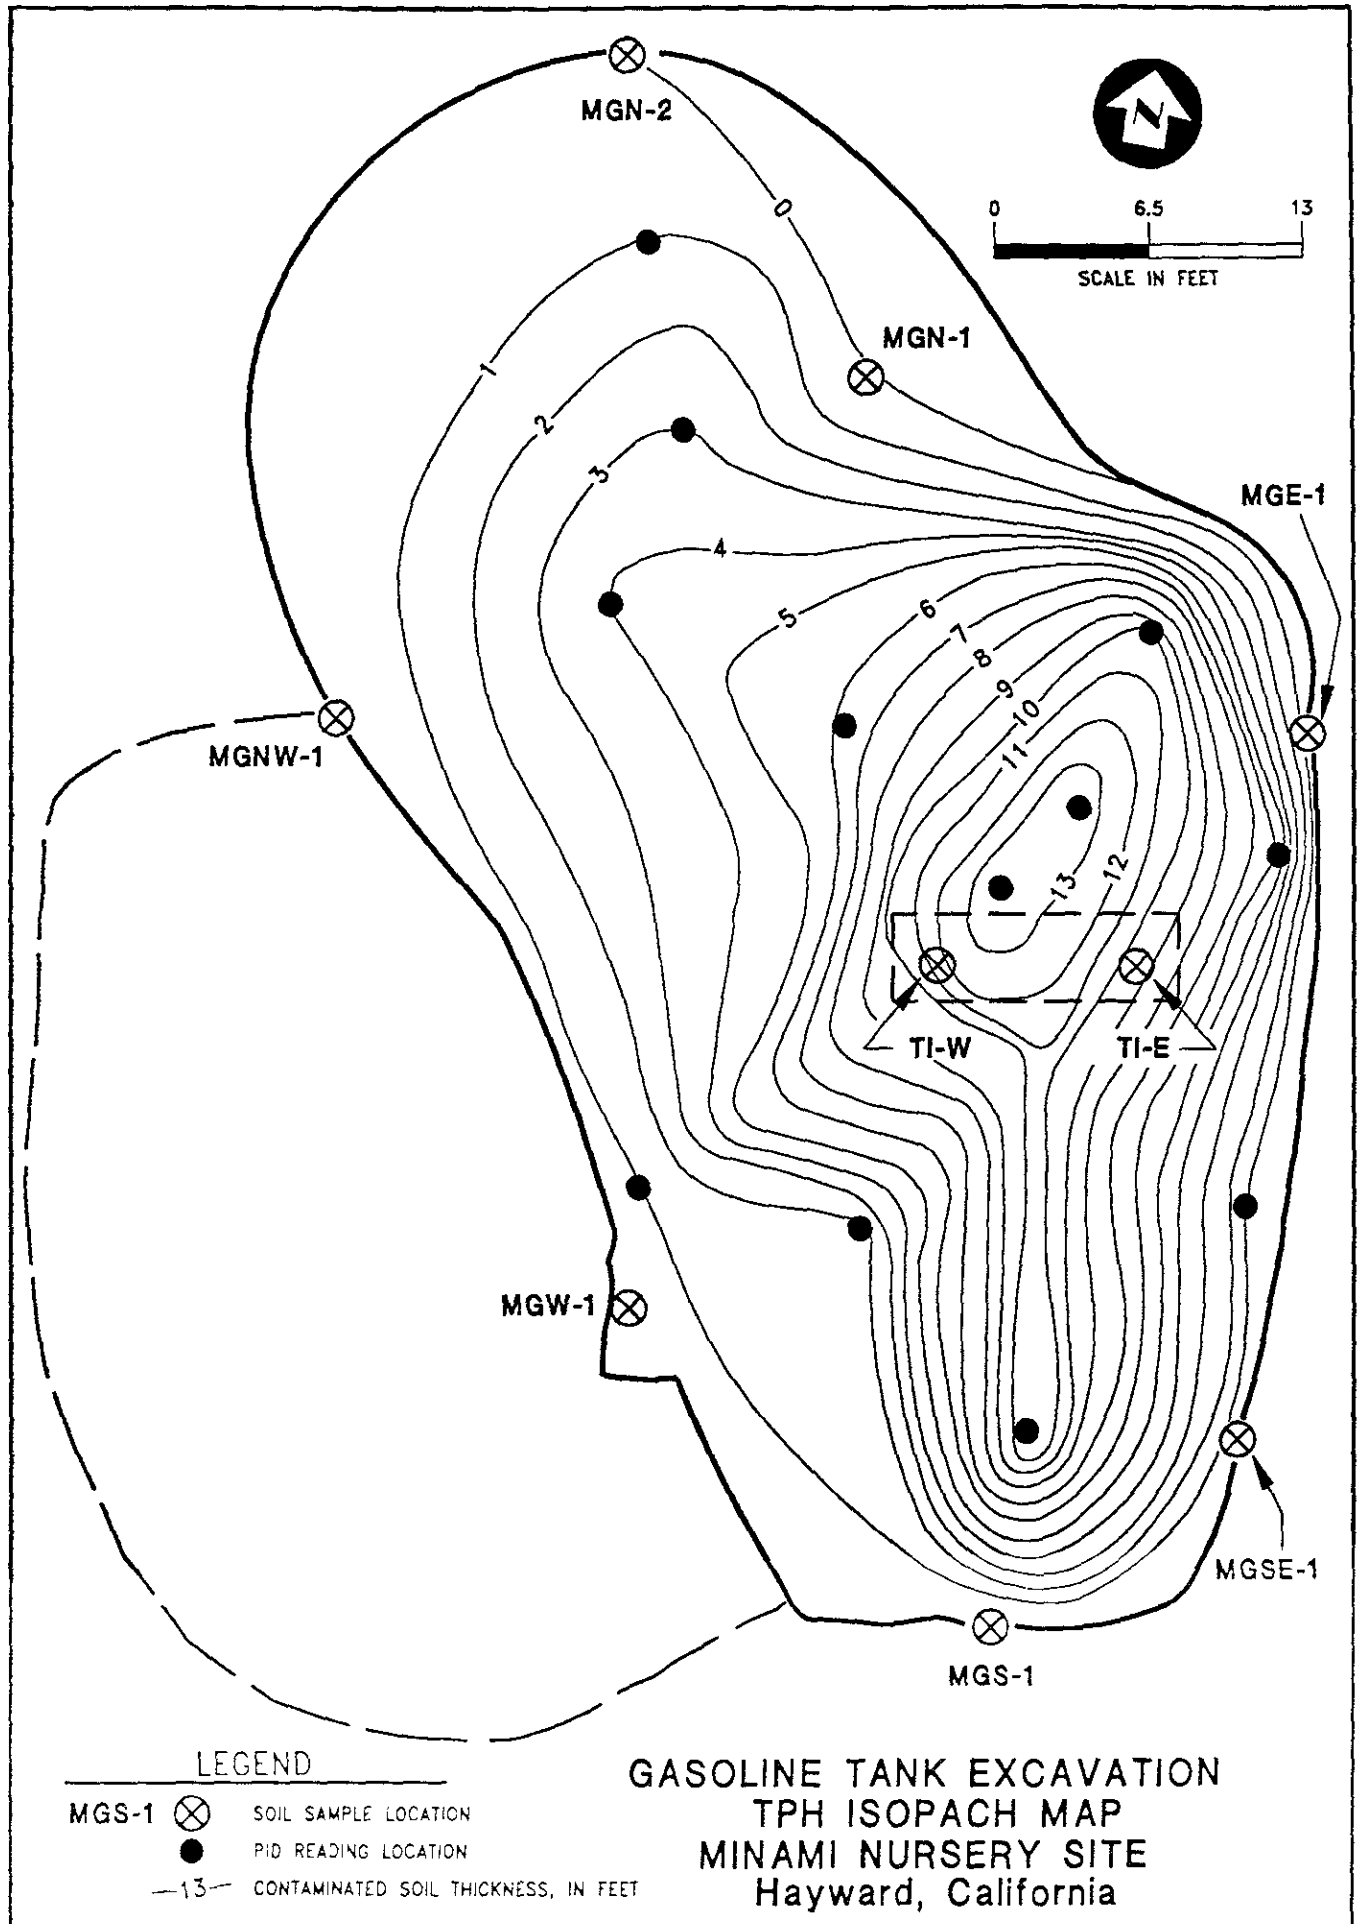 MGN-2
N
0 6.5 13
SCALE IN FEET
0
MGN-1
1
2
3
MGE-1
4
5
6
7
8
9
10
11
MGNW-1
12
13
TI-W
TI-E
MGW-1
MGSE-1
MGS-1
LEGEND
MGS-1 SOIL SAMPLE LOCATION
PID READING LOCATION
—13— CONTAMINATED SOIL THICKNESS, IN FEET
GASOLINE TANK EXCAVATION
TPH ISOPACH MAP
MINAMI NURSERY SITE
Hayward, California